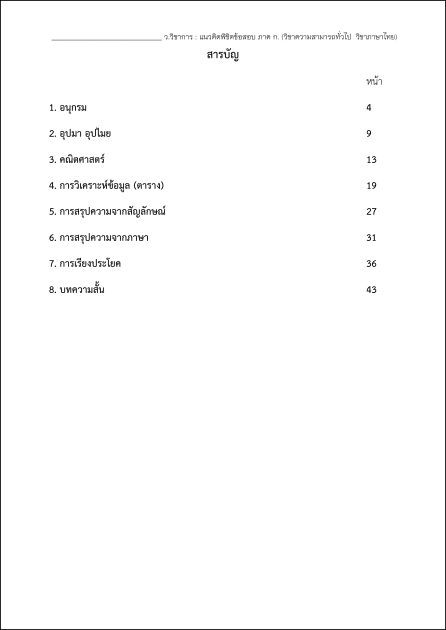 ว.วิชาการ : แนวคิดพิชิตข้อสอบ ภาค ก. (วิชาความสามารถทั่วไป วิชาภาษาไทย)
สารบัญ
หน้า
1. อนุกรม 4
2. อุปมา อุปไมย 9
3. คณิตศาสตร์ 13
4. การวิเคราะห์ข้อมูล (ตาราง) 19
5. การสรุปความจากสัญลักษณ์ 27
6. การสรุปความจากภาษา 31
7. การเรียงประโยค 36
8. บทความสั้น 43